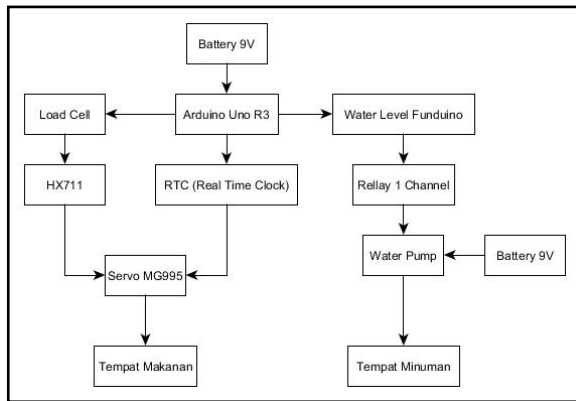 Battery 9V
Load Cell
Arduino Uno R3
Water Level Funduino
HX711
RTC (Real Time Clock)
Rellay 1 Channel
Servo MG995
Water Pump
Battery 9V
Tempat Makanan
Tempat Minuman